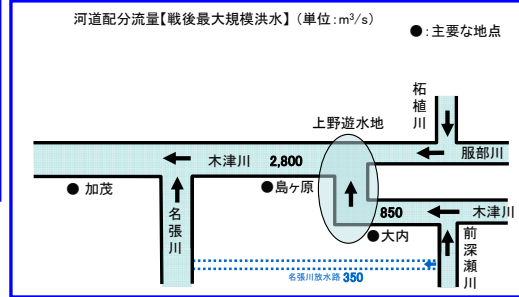 河道配分流量【戦後最大規模洪水】 (単位:m³/s)
●:主要な地点
柘植川
上野遊水地
木津川 2,800
服部川
● 加茂
●島ヶ原
名張川
850
木津川
●大内
前深瀬川
名張川放水路 350